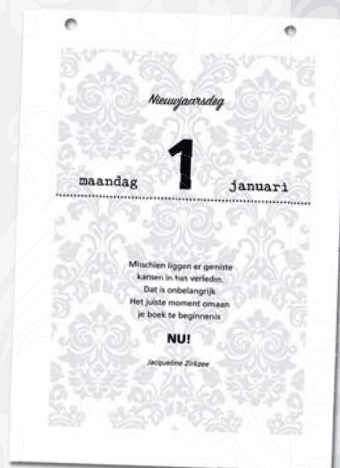 Nieuwjaarsdag
1
maandag januari
Misschien liggen er gemiste
kansen in het verleden.
Dat is onbelangrijk
Het juiste moment omaan
je boek te beginnenis
NU!
Jacqueline Zirkzee